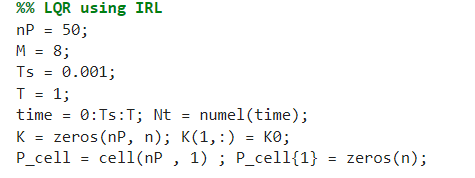 %% LQR using IRL
nP = 50;
M = 8;
Ts = 0.001;
T = 1;
time = 0:Ts:T; Nt = numel(time);
K = zeros(nP, n); K(1,:) = K0;
P_cell = cell(nP , 1) ; P_cell{1} = zeros(n);